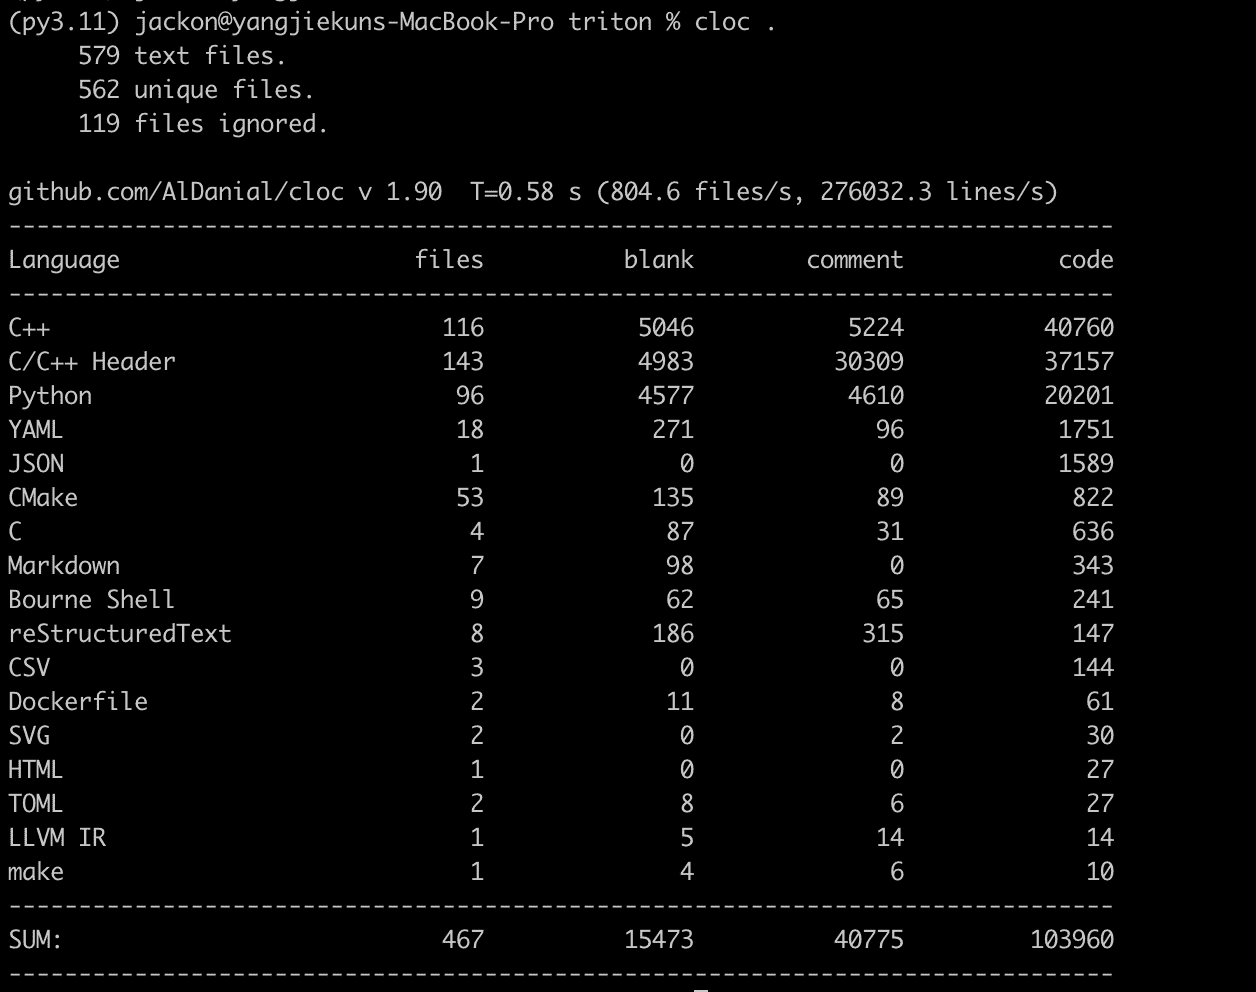 (py3.11) jackon@yangjiekuns-MacBook-Pro triton % cloc .
     579 text files.
     562 unique files.
     119 files ignored.

github.com/AlDanial/cloc v 1.90  T=0.58 s (804.6 files/s, 276032.3 lines/s)
-------------------------------------------------------------------------------
Language                     files          blank        comment           code
-------------------------------------------------------------------------------
C++                            116           5046           5224          40760
C/C++ Header                   143           4983          30309          37157
Python                          96           4577           4610          20201
YAML                            18            271             96           1751
JSON                             1              0              0           1589
CMake                           53            135             89            822
C                                4             87             31            636
Markdown                         7             98              0            343
Bourne Shell                     9             62             65            241
reStructuredText                 8            186            315            147
CSV                              3              0              0            144
Dockerfile                       2             11              8             61
SVG                              2              0              2             30
HTML                             1              0              0             27
TOML                             2              8              6             27
LLVM IR                          1              5             14             14
make                             1              4              6             10
-------------------------------------------------------------------------------
SUM:                           467          15473          40775         103960
-------------------------------------------------------------------------------